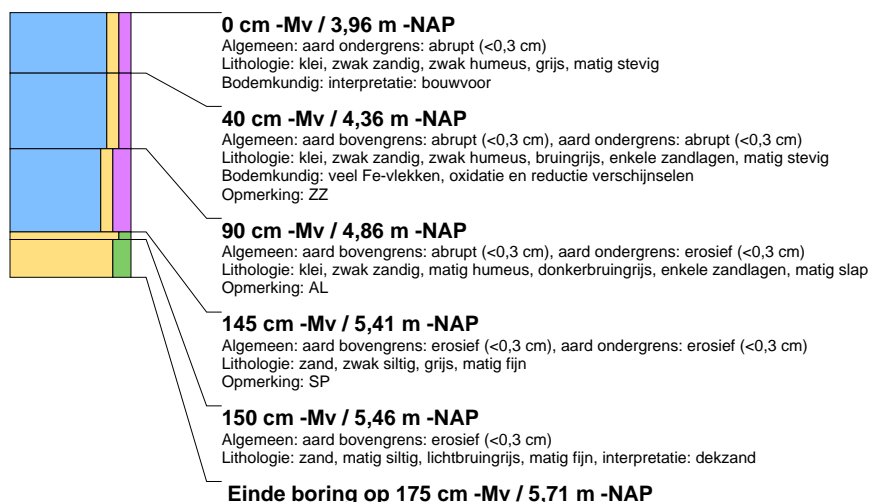 0 cm -Mv / 3,96 m -NAP
Algemeen: aard ondergrens: abrupt (<0,3 cm)
Lithologie: klei, zwak zandig, zwak humeus, grijs, matig stevig
Bodemkundig: interpretatie: bouwvoor
40 cm -Mv / 4,36 m -NAP
Algemeen: aard bovengrens: abrupt (<0,3 cm), aard ondergrens: abrupt (<0,3 cm)
Lithologie: klei, zwak zandig, zwak humeus, bruingrijs, enkele zandlagen, matig stevig
Bodemkundig: veel Fe-vlekken, oxidatie en reductie verschijnselen
Opmerking: ZZ
90 cm -Mv / 4,86 m -NAP
Algemeen: aard bovengrens: abrupt (<0,3 cm), aard ondergrens: erosief (<0,3 cm)
Lithologie: klei, zwak zandig, matig humeus, donkerbruingrijs, enkele zandlagen, matig slap
Opmerking: AL
145 cm -Mv / 5,41 m -NAP
Algemeen: aard bovengrens: erosief (<0,3 cm), aard ondergrens: erosief (<0,3 cm)
Lithologie: zand, zwak siltig, grijs, matig fijn
Opmerking: SP
150 cm -Mv / 5,46 m -NAP
Algemeen: aard bovengrens: erosief (<0,3 cm)
Lithologie: zand, matig siltig, lichtbruingrijs, matig fijn, interpretatie: dekzand
Einde boring op 175 cm -Mv / 5,71 m -NAP